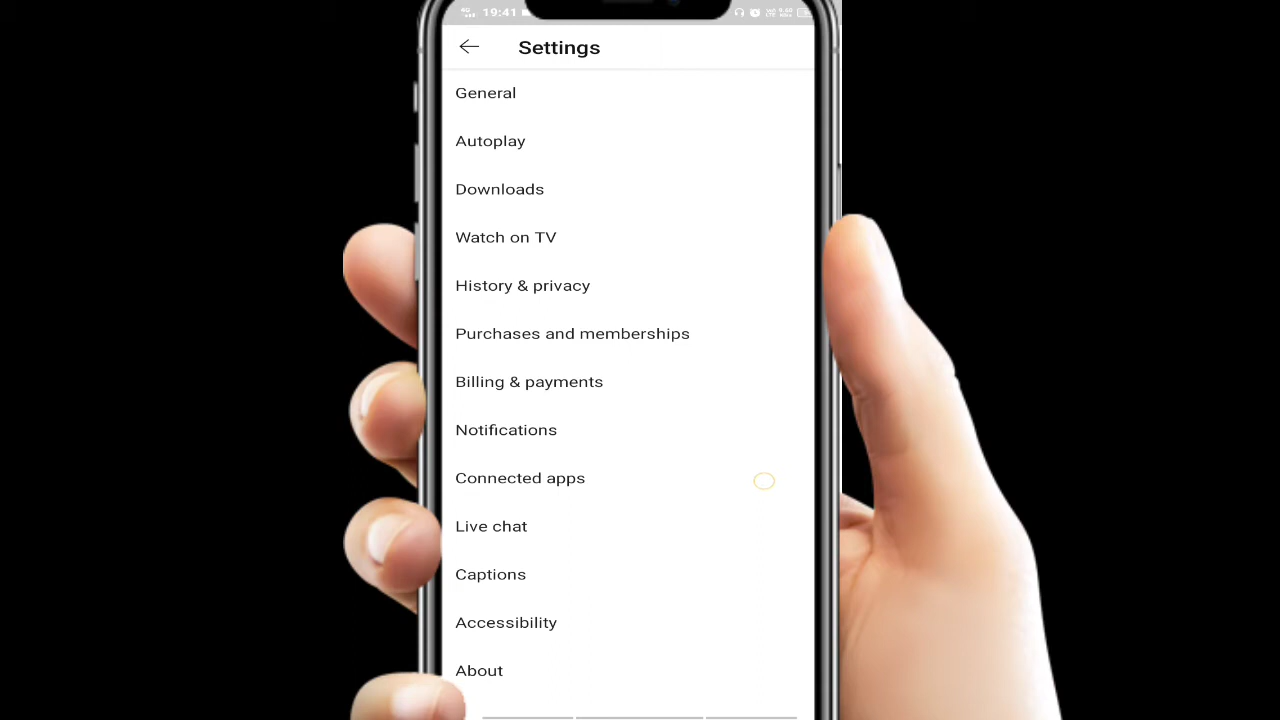 19:41
Settings
General
Autoplay
Downloads
Watch on TV
History & privacy
Purchases and memberships
Billing & payments
Notifications
Connected apps
Live chat
Captions
Accessibility
About